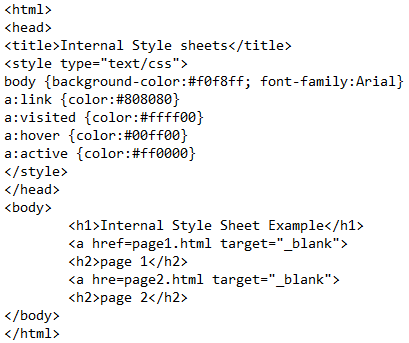 <html>
<head>
<title>Internal Style sheets</title>
<style type="text/css">
body {background-color:#f0f8ff; font-family:Arial}
a:link {color:#808080}
a:visited {color:#ffff00}
a:hover {color:#00ff00}
a:active {color:#ff0000}
</style>
</head>
<body>
<h1>Internal Style Sheet Example</h1>
<a href=page1.html target="_blank">
<h2>page 1</h2>
<a hre=page2.html target="_blank">
<h2>page 2</h2>
</body>
</html>